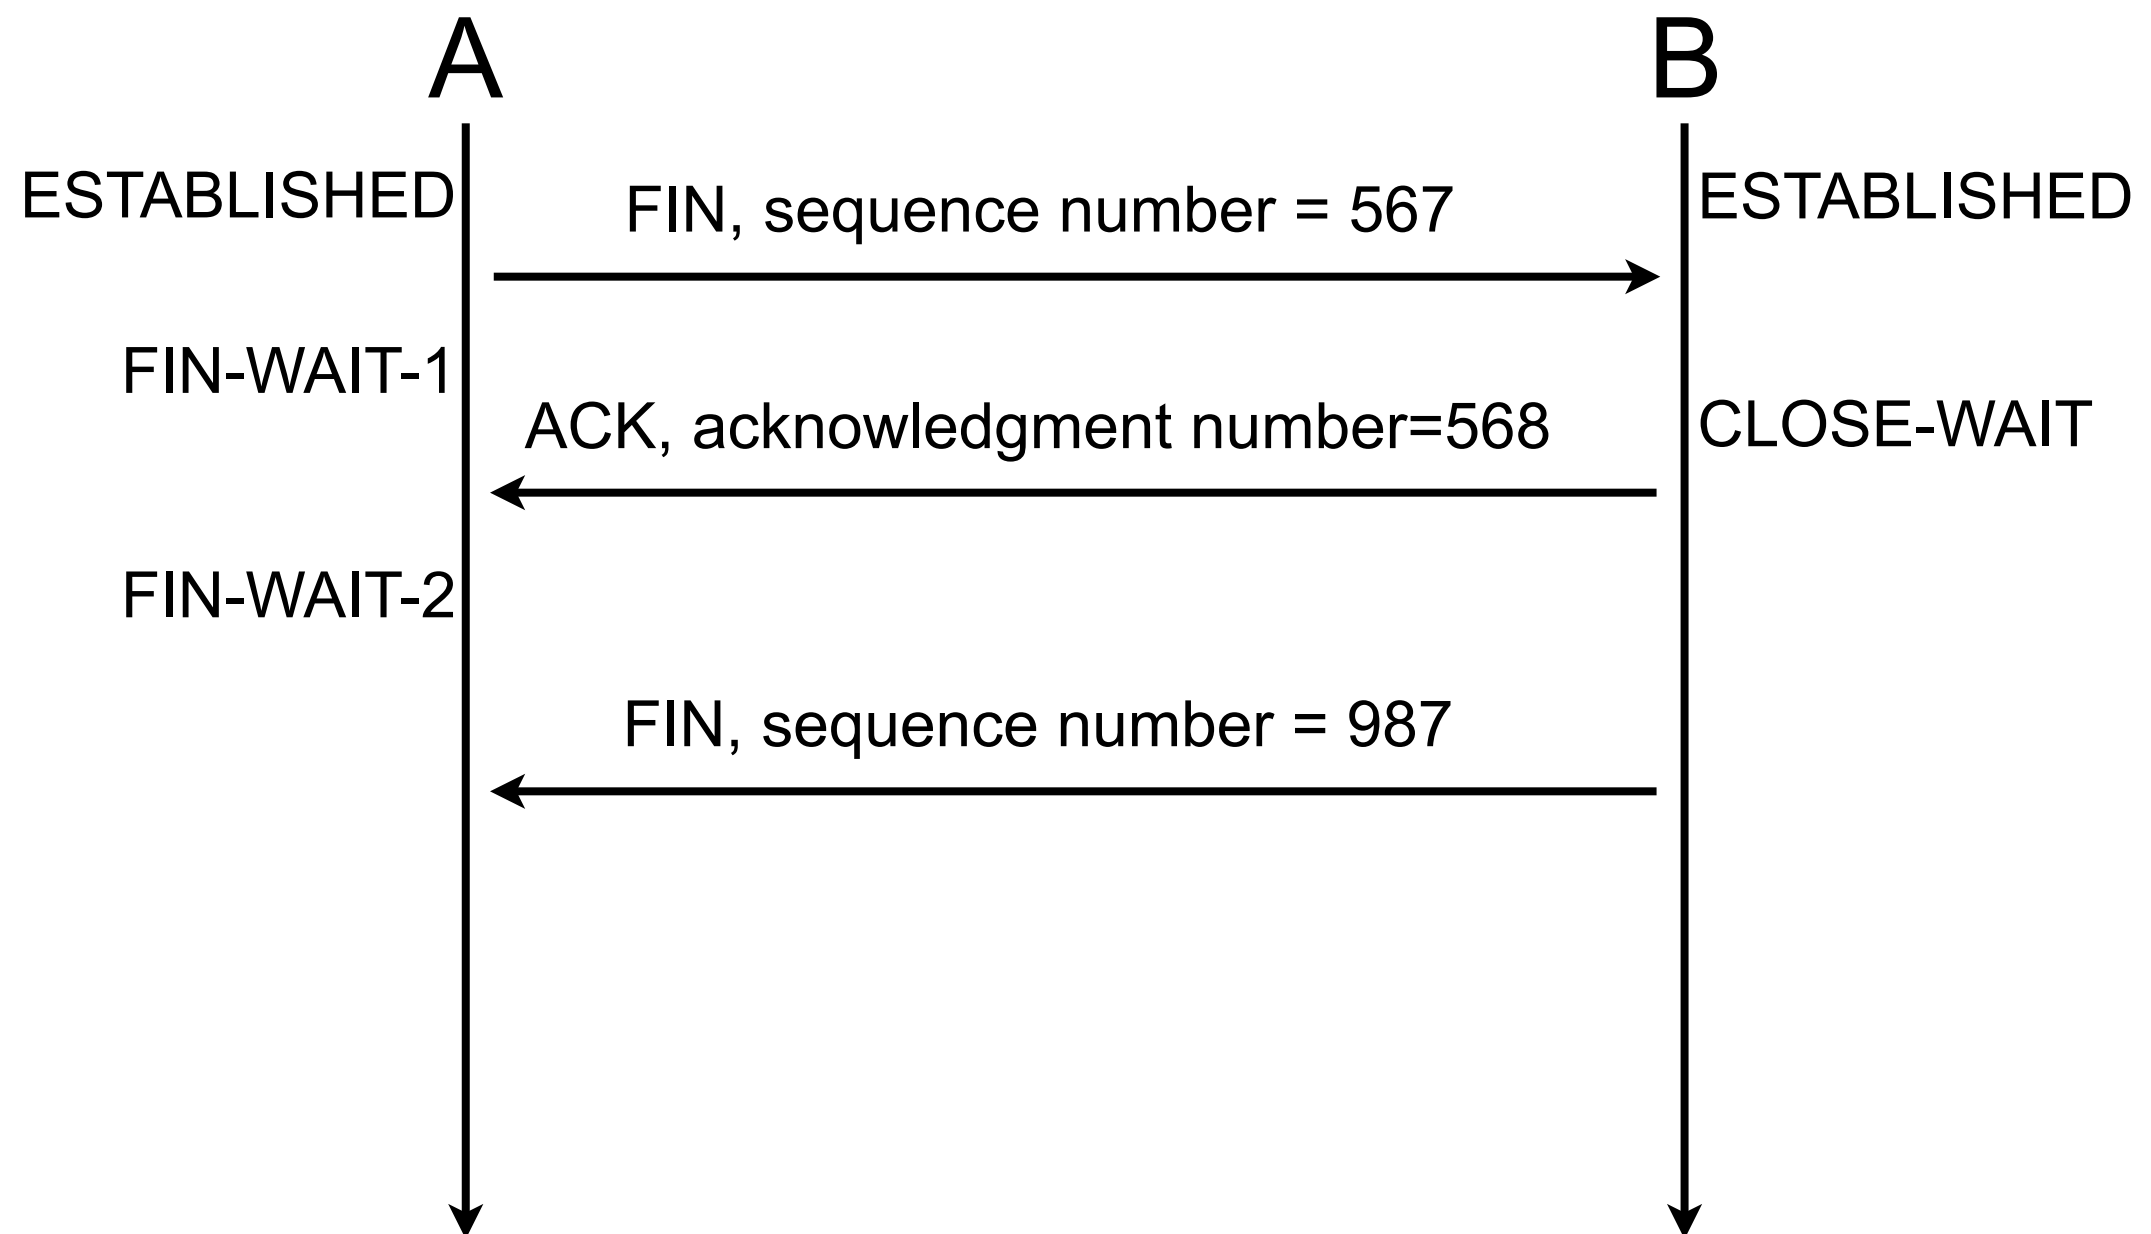 A
B
ESTABLISHED
FIN, sequence number = 567
ESTABLISHED
FIN-WAIT-1
ACK, acknowledgment number=568
CLOSE-WAIT
FIN-WAIT-2
FIN, sequence number = 987